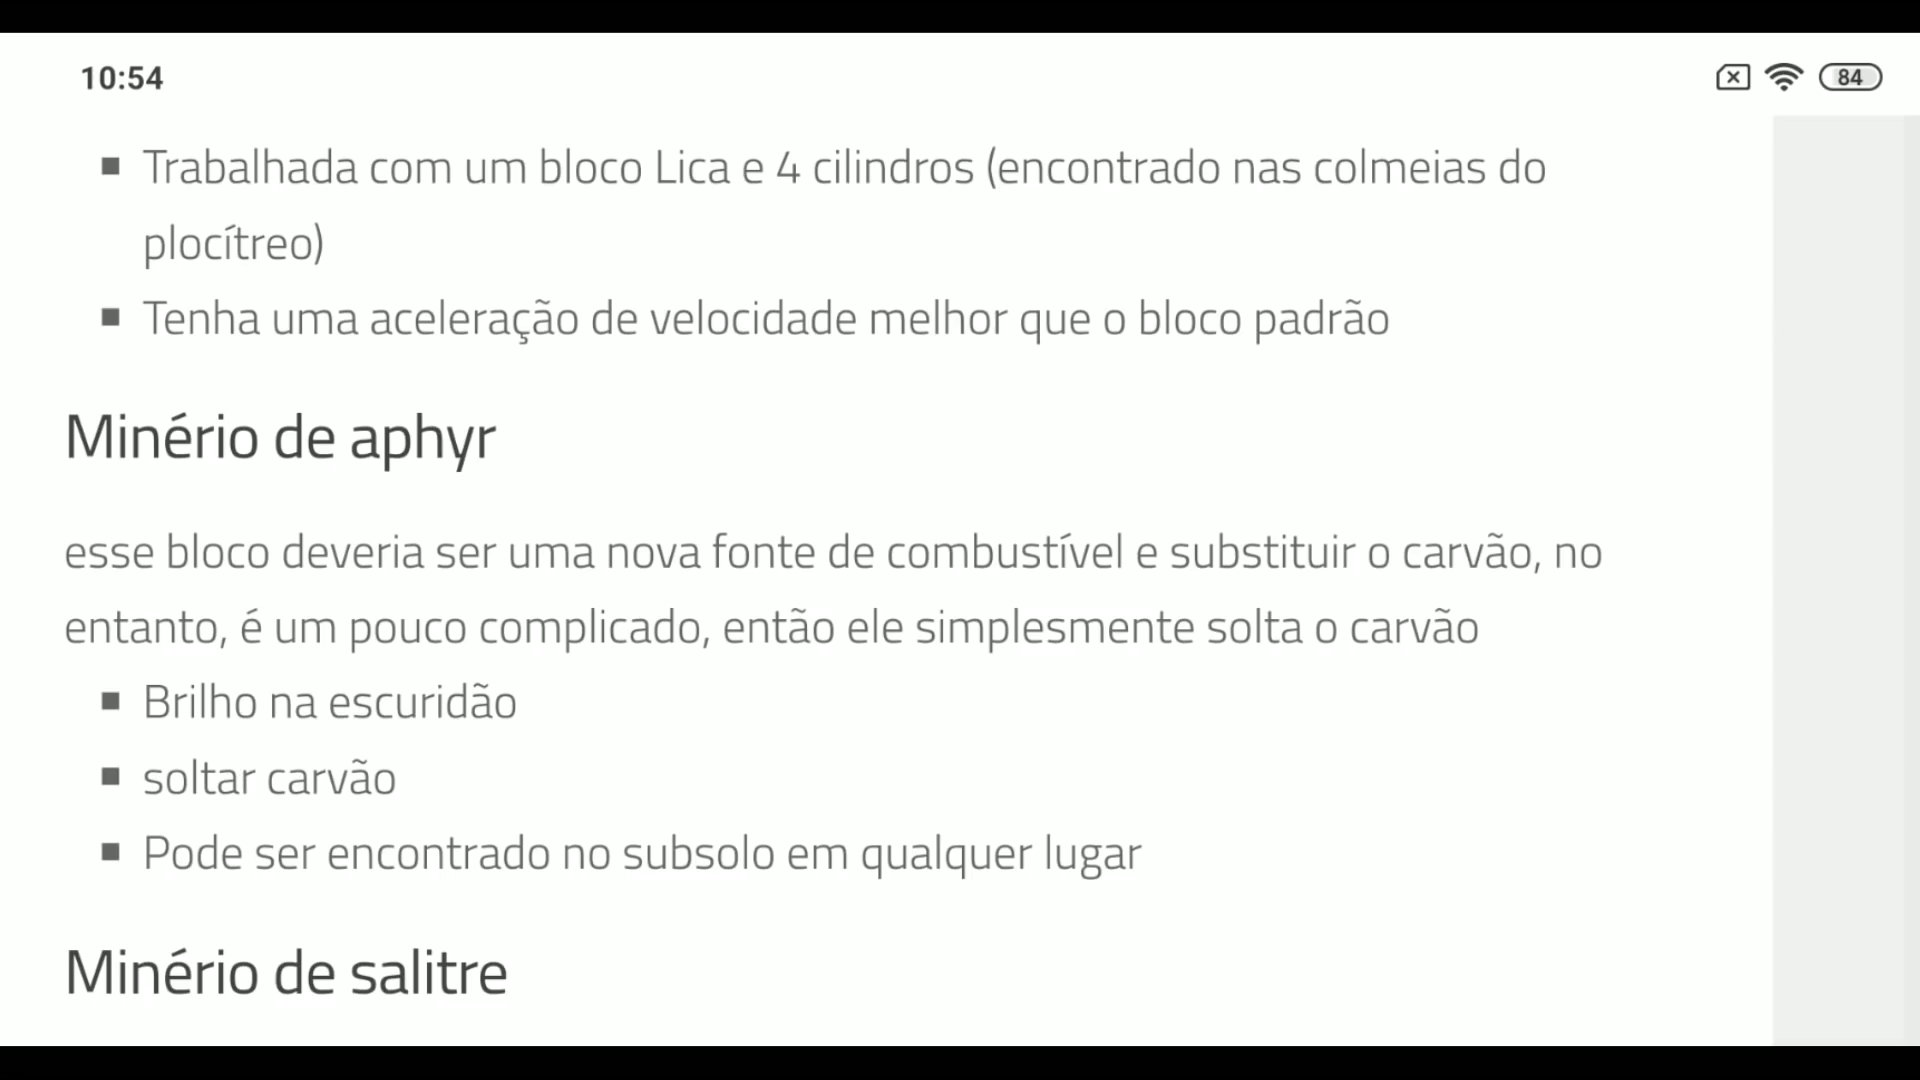 10:54
84
Trabalhada com um bloco Lica e 4 cilindros (encontrado nas colmeias do
plocítreo)
Tenha uma aceleração de velocidade melhor que o bloco padrão
Minério de aphyr
esse bloco deveria ser uma nova fonte de combustível e substituir o carvão, no
entanto, é um pouco complicado, então ele simplesmente solta o carvão
Brilho na escuridão
soltar carvão
Pode ser encontrado no subsolo em qualquer lugar
Minério de salitre